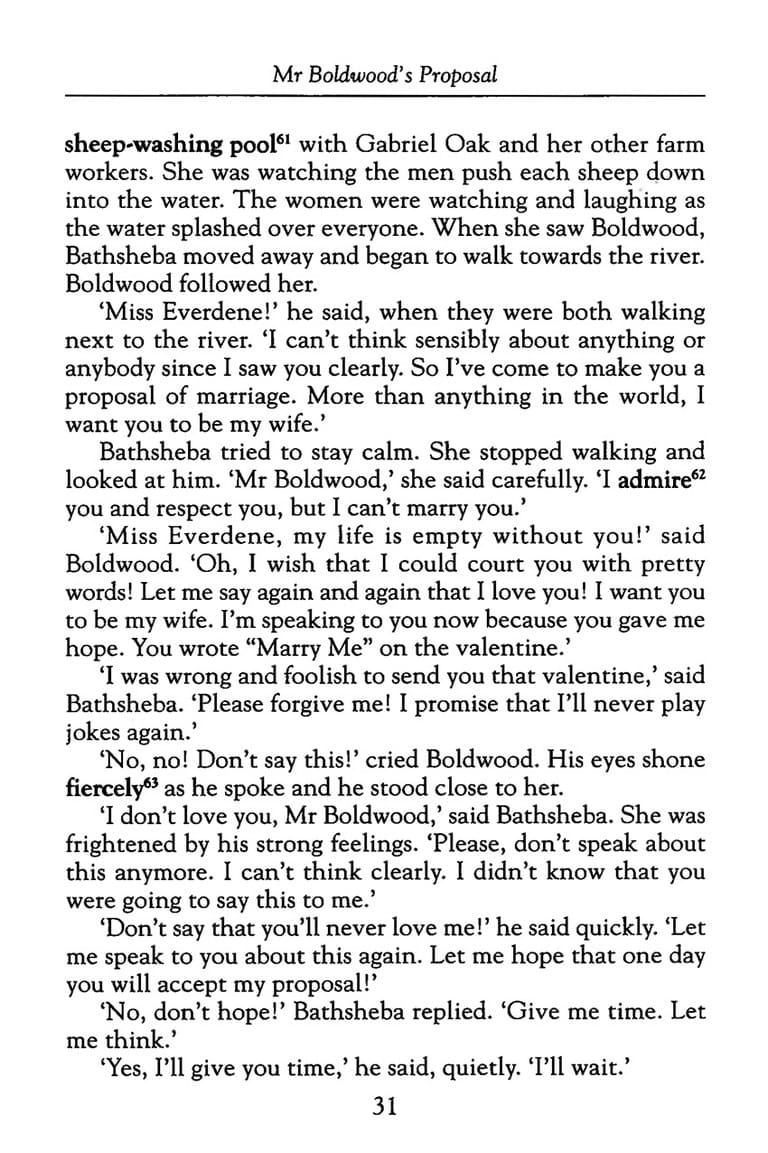 Mr Boldwood's Proposal
sheep-washing pool⁶¹ with Gabriel Oak and her other farm
workers. She was watching the men push each sheep down
into the water. The women were watching and laughing as
the water splashed over everyone. When she saw Boldwood,
Bathsheba moved away and began to walk towards the river.
Boldwood followed her.
‘Miss Everdene!’ he said, when they were both walking
next to the river. ‘I can’t think sensibly about anything or
anybody since I saw you clearly. So I’ve come to make you a
proposal of marriage. More than anything in the world, I
want you to be my wife.’
Bathsheba tried to stay calm. She stopped walking and
looked at him. ‘Mr Boldwood,’ she said carefully. ‘I admire⁶²
you and respect you, but I can’t marry you.’
‘Miss Everdene, my life is empty without you!’ said
Boldwood. ‘Oh, I wish that I could court you with pretty
words! Let me say again and again that I love you! I want you
to be my wife. I’m speaking to you now because you gave me
hope. You wrote “Marry Me” on the valentine.’
‘I was wrong and foolish to send you that valentine,’ said
Bathsheba. ‘Please forgive me! I promise that I’ll never play
jokes again.’
‘No, no! Don’t say this!’ cried Boldwood. His eyes shone
fiercely⁶³ as he spoke and he stood close to her.
‘I don’t love you, Mr Boldwood,’ said Bathsheba. She was
frightened by his strong feelings. ‘Please, don’t speak about
this anymore. I can’t think clearly. I didn’t know that you
were going to say this to me.’
‘Don’t say that you’ll never love me!’ he said quickly. ‘Let
me speak to you about this again. Let me hope that one day
you will accept my proposal!’
‘No, don’t hope!’ Bathsheba replied. ‘Give me time. Let
me think.’
‘Yes, I’ll give you time,’ he said, quietly. ‘I’ll wait.’
31